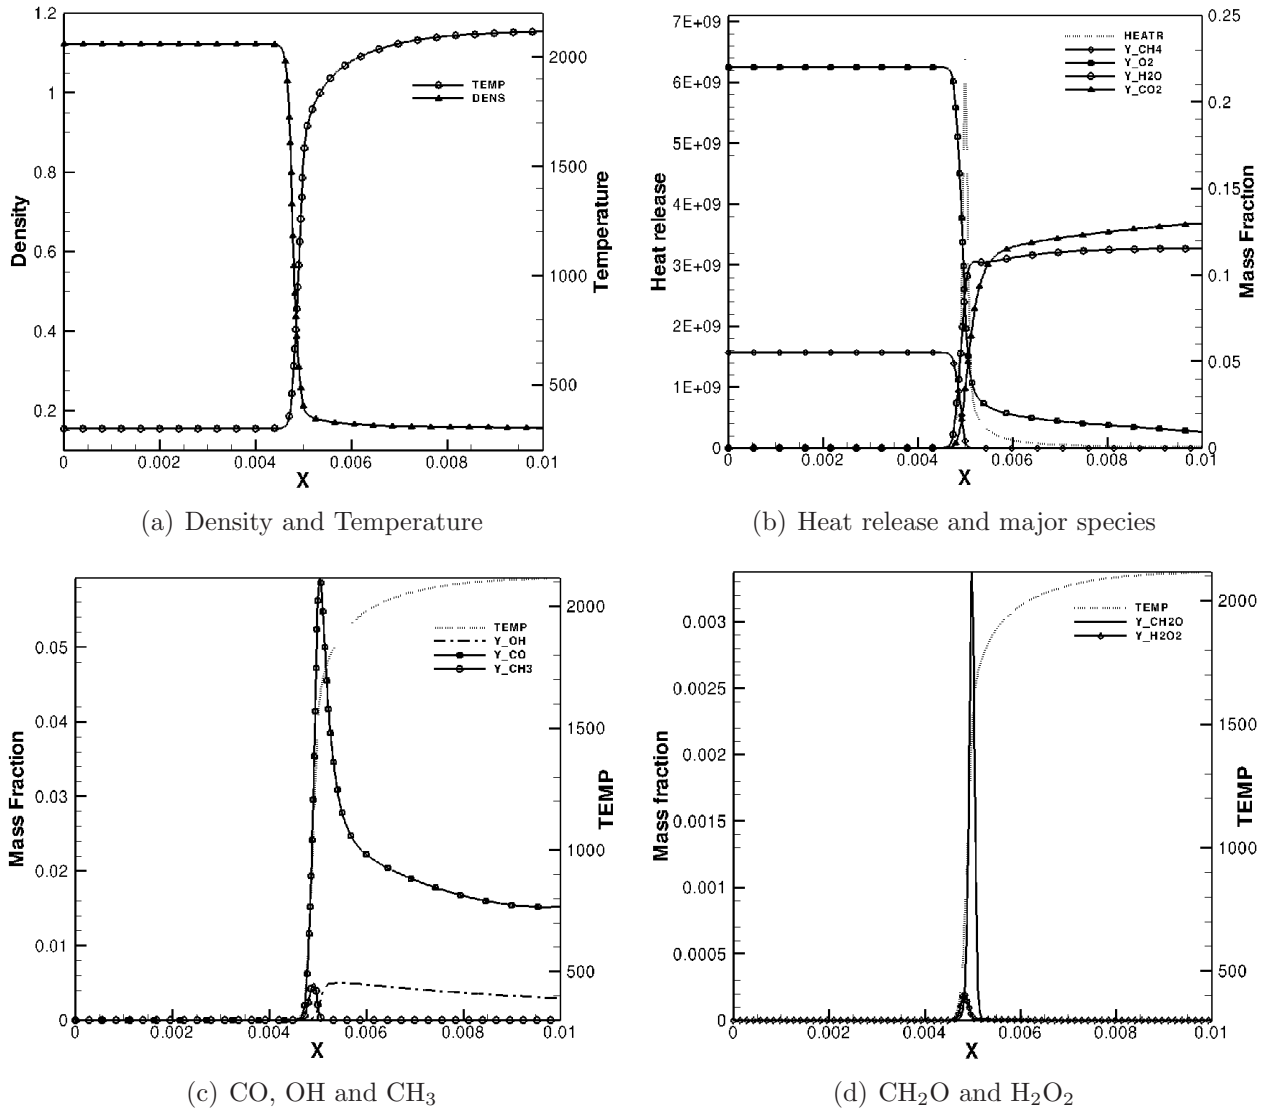 1.2
1
0.8
0.6
0.4
0.2
Density
0
0.002
0.004
0.006
0.008
0.01
X
2000
1500
1000
500
Temperature
TEMP
DENS
(a) Density and Temperature
7E+09
6E+09
5E+09
4E+09
3E+09
2E+09
1E+09
0
Heat release
0
0.002
0.004
0.006
0.008
0.01
X
0.25
0.2
0.15
0.1
0.05
0
Mass Fraction
HEATR
Y_CH4
Y_O2
Y_H2O
Y_CO2
(b) Heat release and major species
0.05
0.04
0.03
0.02
0.01
0
Mass Fraction
0
0.002
0.004
0.006
0.008
0.01
X
2000
1500
1000
500
TEMP
TEMP
Y_OH
Y_CO
Y_CH3
(c) CO, OH and CH₃
0.003
0.0025
0.002
0.0015
0.001
0.0005
0
Mass fraction
0
0.002
0.004
0.006
0.008
0.01
X
2000
1500
1000
500
TEMP
TEMP
Y_CH2O
Y_H2O2
(d) CH₂O and H₂O₂